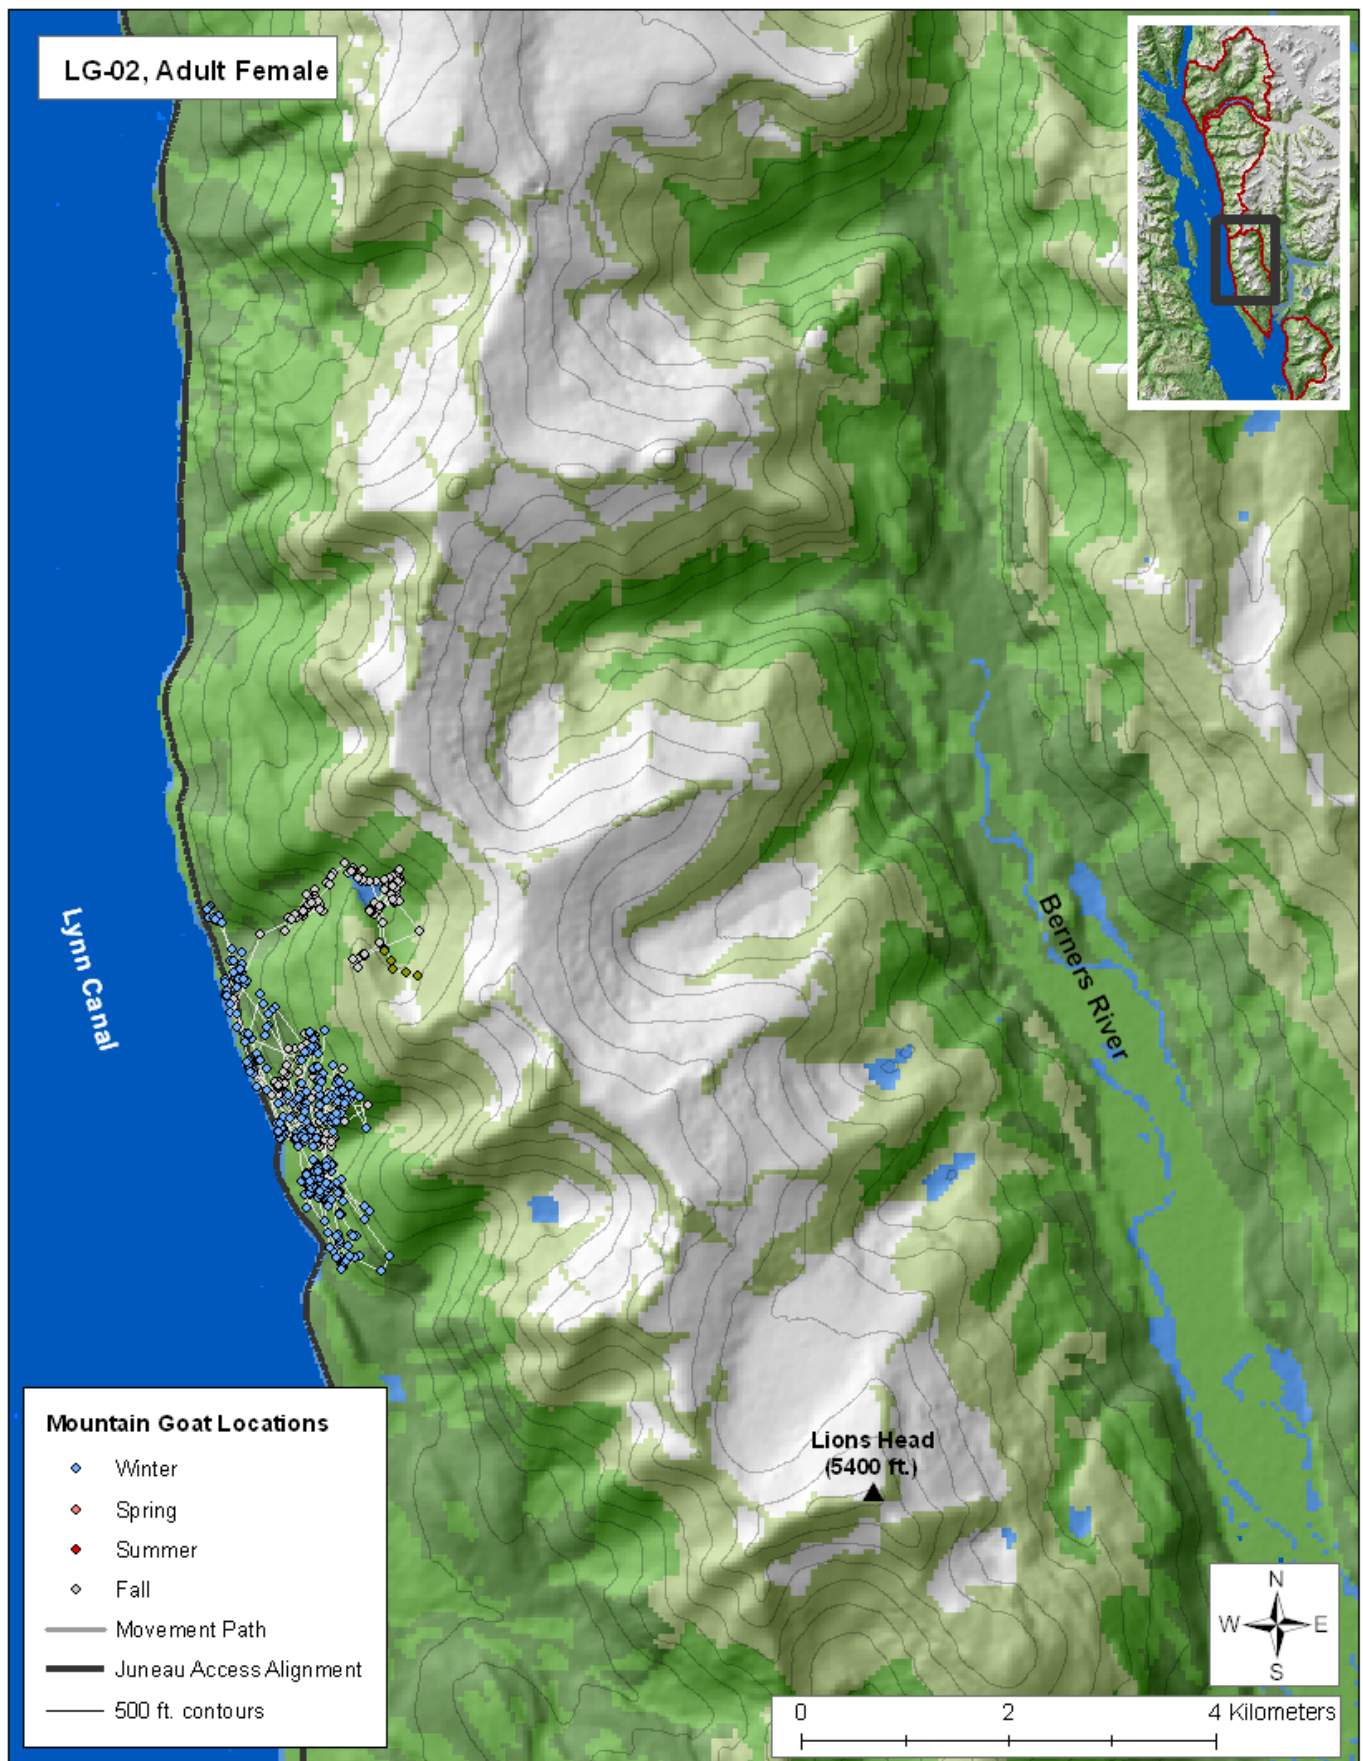 LG-02, Adult Female
Lynn Canal
Berners River
Lions Head
(5400 ft.)
Mountain Goat Locations
Winter
Spring
Summer
Fall
Movement Path
Juneau Access Alignment
500 ft. contours
N
W E
S
0 2 4 Kilometers